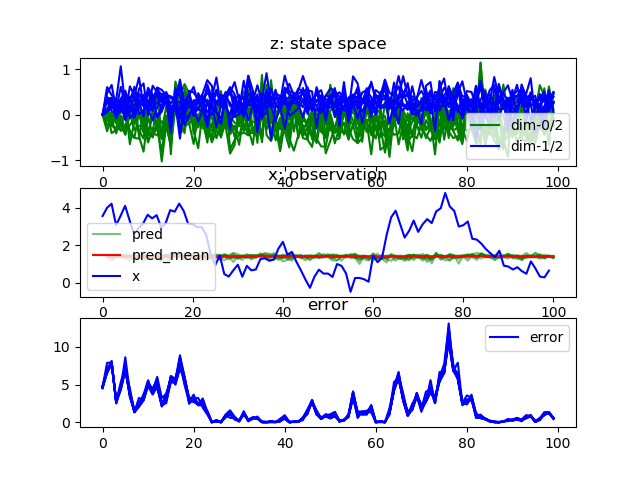 z: state space
1
0
−1
dim-0/2
dim-1/2
0 20 40 60 80 100
x: observation
4
2
0
pred
pred_mean
x
0 20 40 60 80 100
error
10
5
0
error
0 20 40 60 80 100